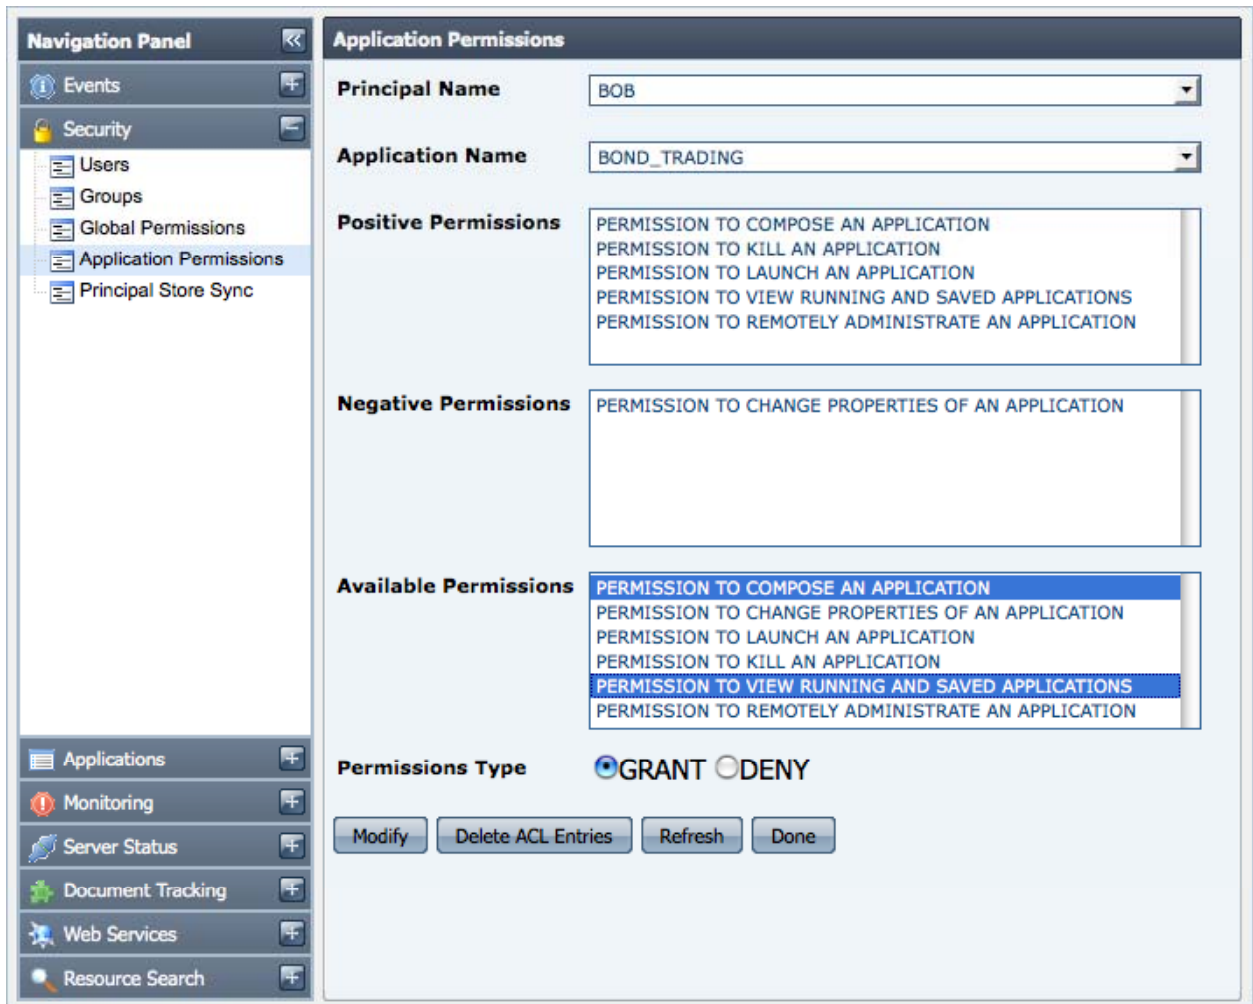 Navigation Panel
Events
Security
Users
Groups
Global Permissions
Application Permissions
Principal Store Sync
Applications
Monitoring
Server Status
Document Tracking
Web Services
Resource Search
Application Permissions
Principal Name
BOB
Application Name
BOND_TRADING
Positive Permissions
PERMISSION TO COMPOSE AN APPLICATION
PERMISSION TO KILL AN APPLICATION
PERMISSION TO LAUNCH AN APPLICATION
PERMISSION TO VIEW RUNNING AND SAVED APPLICATIONS
PERMISSION TO REMOTELY ADMINISTRATE AN APPLICATION
Negative Permissions
PERMISSION TO CHANGE PROPERTIES OF AN APPLICATION
Available Permissions
PERMISSION TO COMPOSE AN APPLICATION
PERMISSION TO CHANGE PROPERTIES OF AN APPLICATION
PERMISSION TO LAUNCH AN APPLICATION
PERMISSION TO KILL AN APPLICATION
PERMISSION TO VIEW RUNNING AND SAVED APPLICATIONS
PERMISSION TO REMOTELY ADMINISTRATE AN APPLICATION
Permissions Type
GRANT DENY
Modify Delete ACL Entries Refresh Done